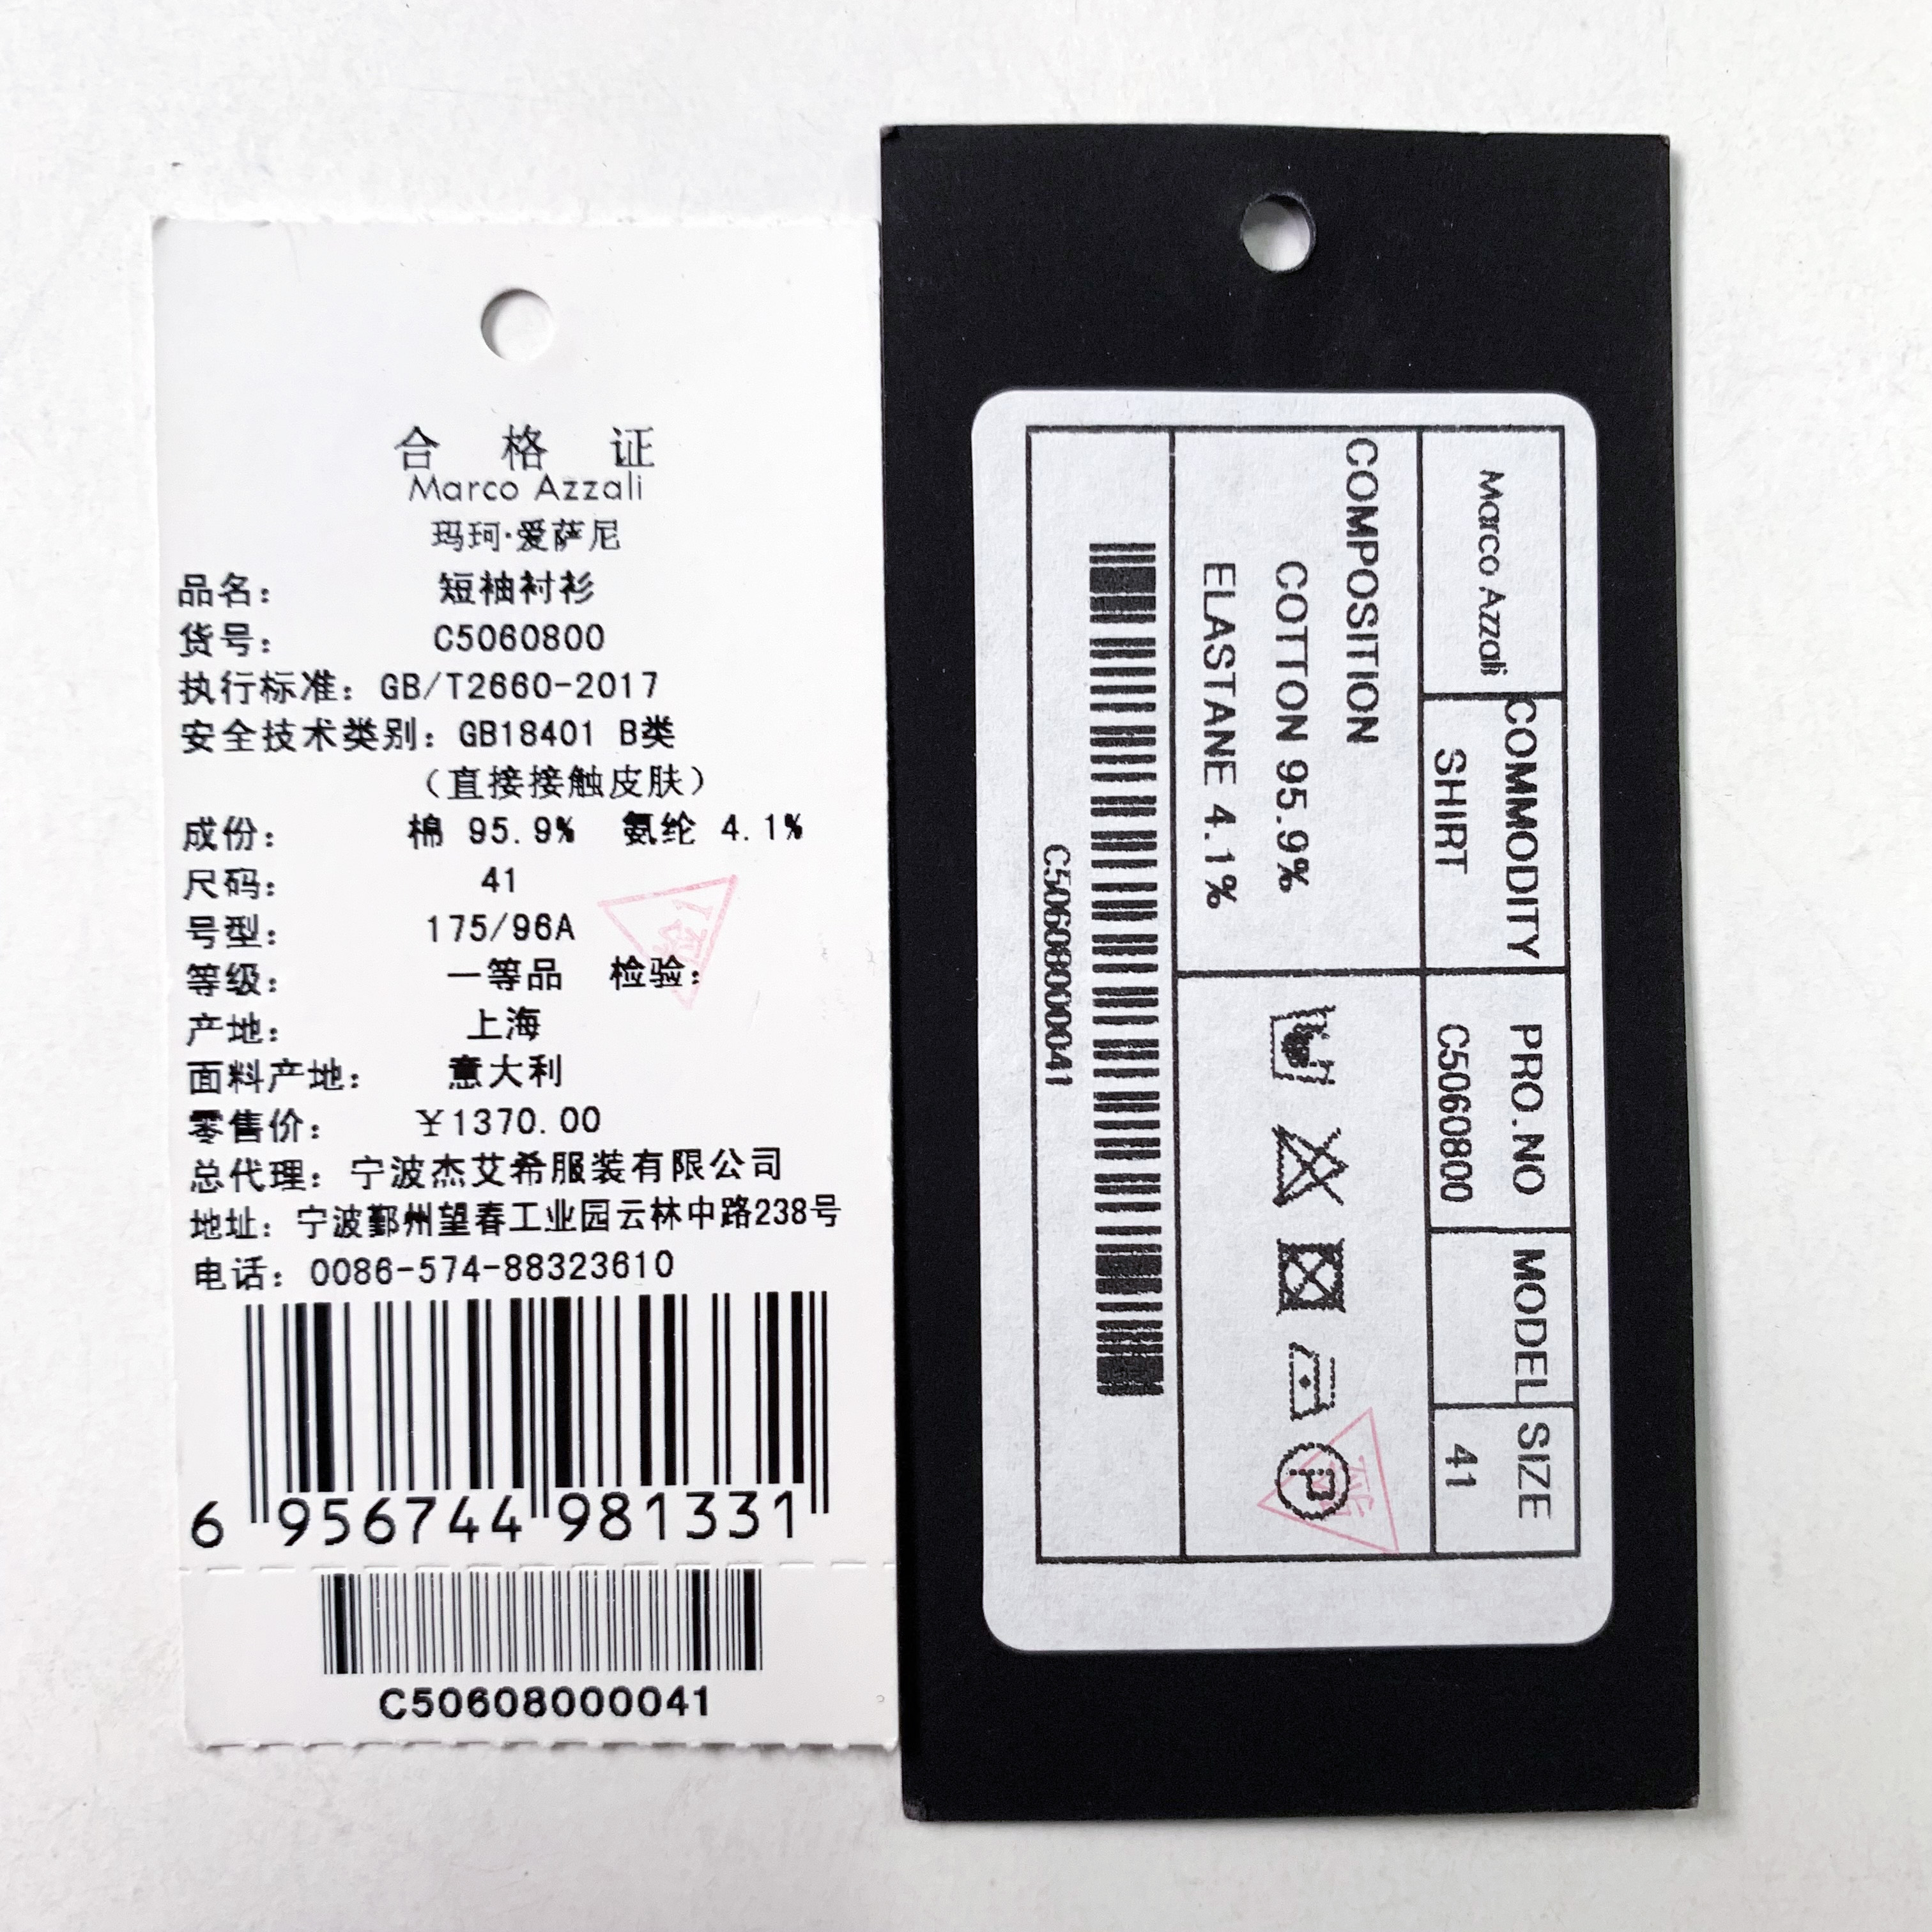 合格证
Marco Azzali
玛珂·爱萨尼
品名： 短袖衬衫
货号： C5060800
执行标准：GB/T2660-2017
安全技术类别：GB18401 B类
（直接接触皮肤）
成份： 棉 95.9% 氨纶 4.1%
尺码： 41
号型： 175/96A
等级： 一等品 检验：
产地： 上海
面料产地： 意大利
零售价： ￥1370.00
总代理：宁波杰艾希服装有限公司
地址：宁波鄞州望春工业园云林中路238号
电话：0086-574-88323610
6 956744 981331
C50608000041
Marco Azzali
COMMODITY
SHIRT
PRO.NO
C5060800
MODEL
SIZE
41
COMPOSITION
COTTON 95.9%
ELASTANE 4.1%
P
C50608000041